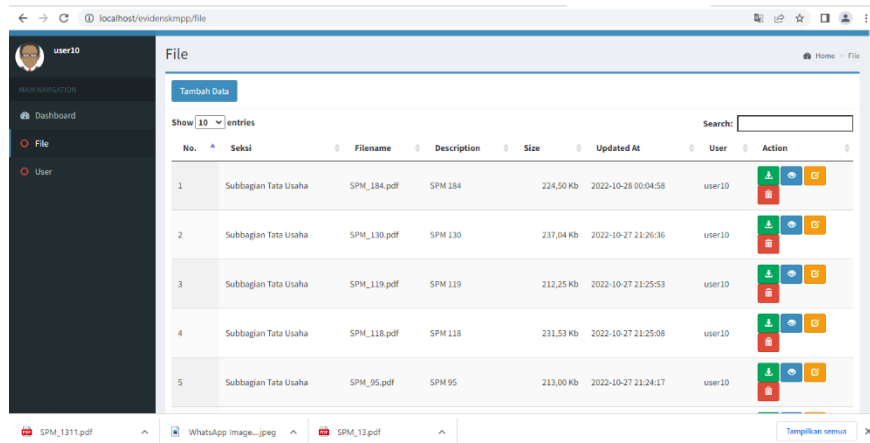 localhost/evidenskmpp/file
user10
File
Home > File
MAIN NAVIGATION
Dashboard
File
User
Tambah Data
Show 10 entries
Search:
No. Seksi Filename Description Size Updated At User Action
1 Subbagian Tata Usaha SPM_184.pdf SPM 184 224,50 Kb 2022-10-28 00:04:58 user10
2 Subbagian Tata Usaha SPM_130.pdf SPM 130 237,04 Kb 2022-10-27 21:26:36 user10
3 Subbagian Tata Usaha SPM_119.pdf SPM 119 212,25 Kb 2022-10-27 21:25:53 user10
4 Subbagian Tata Usaha SPM_118.pdf SPM 118 231,53 Kb 2022-10-27 21:25:08 user10
5 Subbagian Tata Usaha SPM_95.pdf SPM 95 213,00 Kb 2022-10-27 21:24:17 user10
SPM_1311.pdf WhatsApp Image....jpeg SPM_13.pdf Tampilkan semua